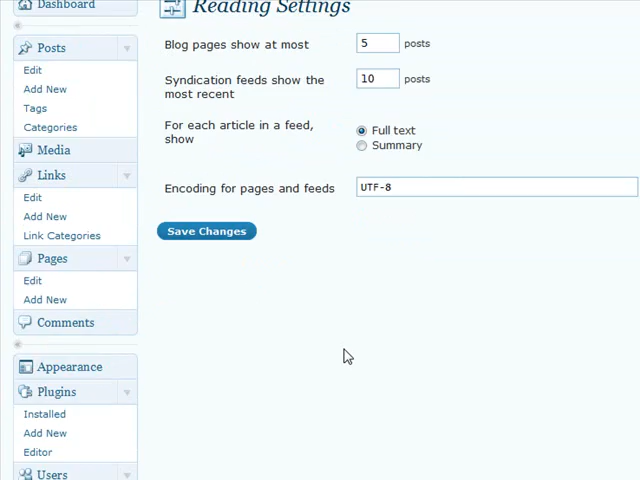 Dashboard
Reading Settings
Posts
Edit
Add New
Tags
Categories
Media
Links
Edit
Add New
Link Categories
Pages
Edit
Add New
Comments
Appearance
Plugins
Installed
Add New
Editor
Users
Blog pages show at most 5 posts
Syndication feeds show the
most recent 10 posts
For each article in a feed,
show
Full text
Summary
Encoding for pages and feeds UTF-8
Save Changes